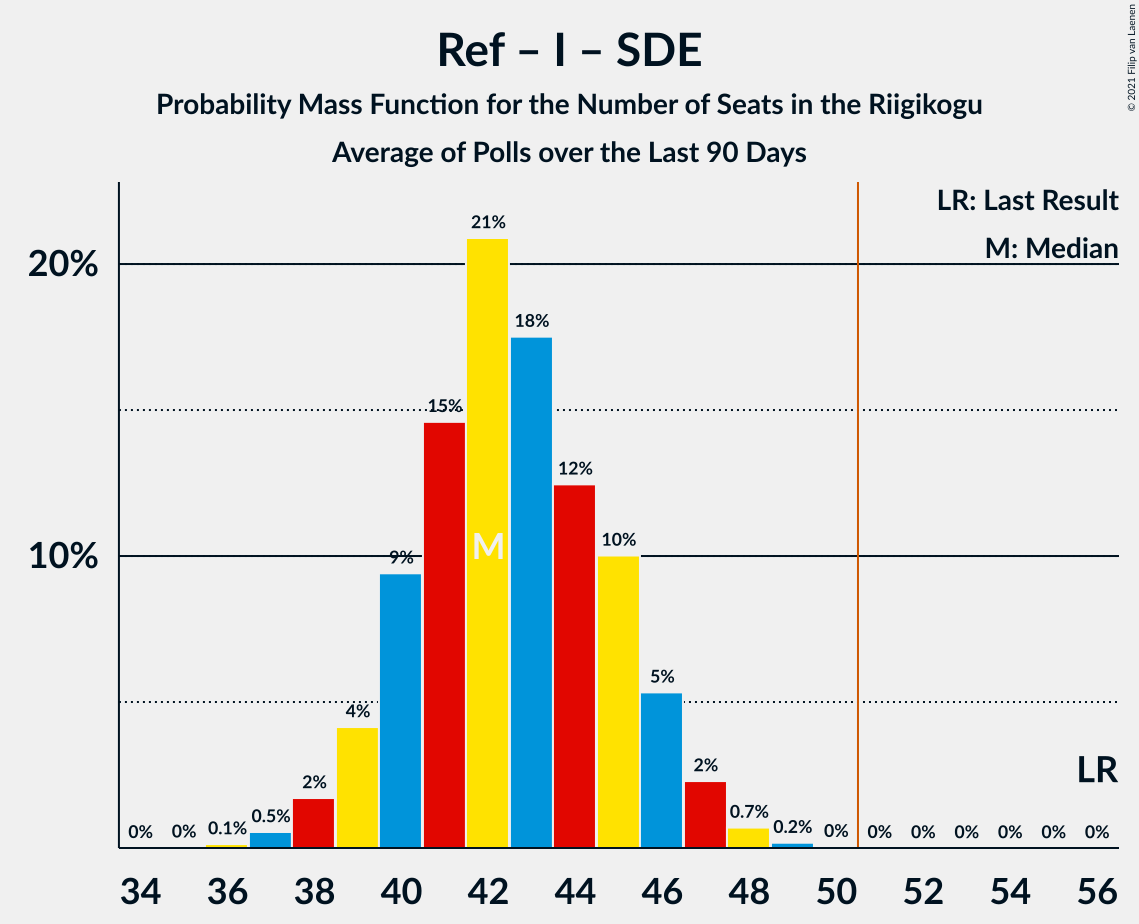 Ref – I – SDE
Probability Mass Function for the Number of Seats in the Riigikogu
Average of Polls over the Last 90 Days
© 2021 Filip van Laenen
LR: Last Result
M: Median
20%
10%
0%
0%
0.1%
0.5%
2%
4%
9%
15%
21%
18%
12%
10%
5%
2%
0.7%
0.2%
0%
0%
0%
0%
0%
0%
0%
M
LR
34 36 38 40 42 44 46 48 50 52 54 56